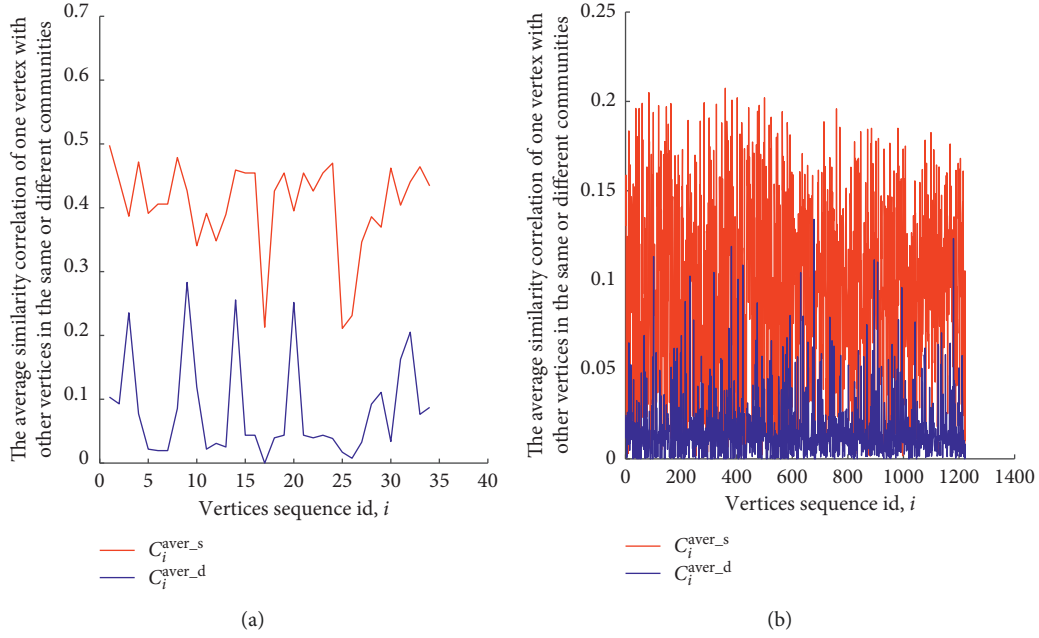 The average similarity correlation of one vertex with
other vertices in the same or different communities
0.7
0.6
0.5
0.4
0.3
0.2
0.1
0
0 5 10 15 20 25 30 35 40
Vertices sequence id, i
C_i^{aver_s}
C_i^{aver_d}
(a)
The average similarity correlation of one vertex with
other vertices in the same or different communities
0.25
0.2
0.15
0.1
0.05
0
0 200 400 600 800 1000 1200 1400
Vertices sequence id, i
C_i^{aver_s}
C_i^{aver_d}
(b)